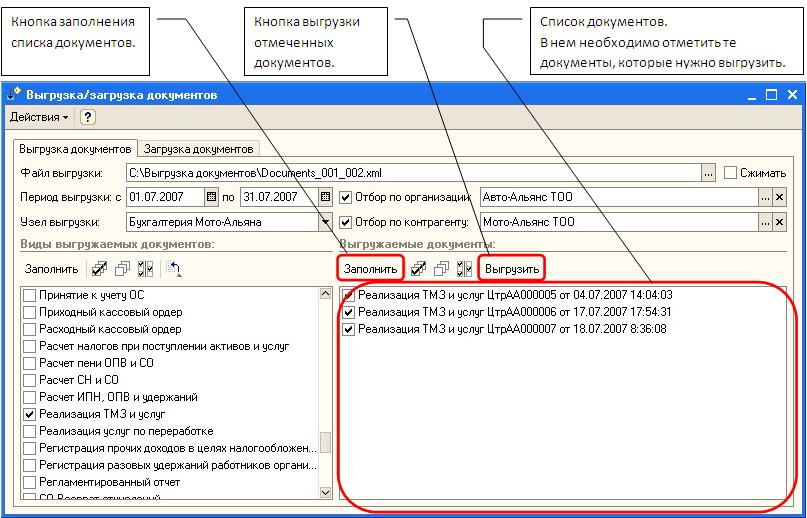 Кнопка заполнения
списка документов.
Кнопка выгрузки
отмеченных
документов.
Список документов.
В нем необходимо отметить те
документы, которые нужно выгрузить.
Выгрузка/загрузка документов
Действия
?
Выгрузка документов Загрузка документов
Файл выгрузки: C:\Выгрузка документов\Documents_001_002.xml ... Сжимать
Период выгрузки: с 01.07.2007 по 31.07.2007 Отбор по организации: Авто-Альянс ТОО ... ×
Узел выгрузки: Бухгалтерия Мото-Альяна Отбор по контрагенту: Мото-Альянс ТОО ... ×
Виды выгружаемых документов: Выгружаемые документы:
Заполнить Заполнить Выгрузить
Принятие к учету ОС
Приходный кассовый ордер
Расходный кассовый ордер
Расчет налогов при поступлении активов и услуг
Расчет пени ОПВ и СО
Расчет СН и СО
Расчет ИПН, ОПВ и удержаний
Реализация ТМЗ и услуг
Реализация услуг по переработке
Регистрация прочих доходов в целях налогообложен...
Регистрация разовых удержаний работников органи...
Регламентированный отчет
СО Возврат отчислений
Реализация ТМЗ и услуг ЦтрАА000005 от 04.07.2007 14:04:03
Реализация ТМЗ и услуг ЦтрАА000006 от 17.07.2007 17:54:31
Реализация ТМЗ и услуг ЦтрАА000007 от 18.07.2007 8:36:08